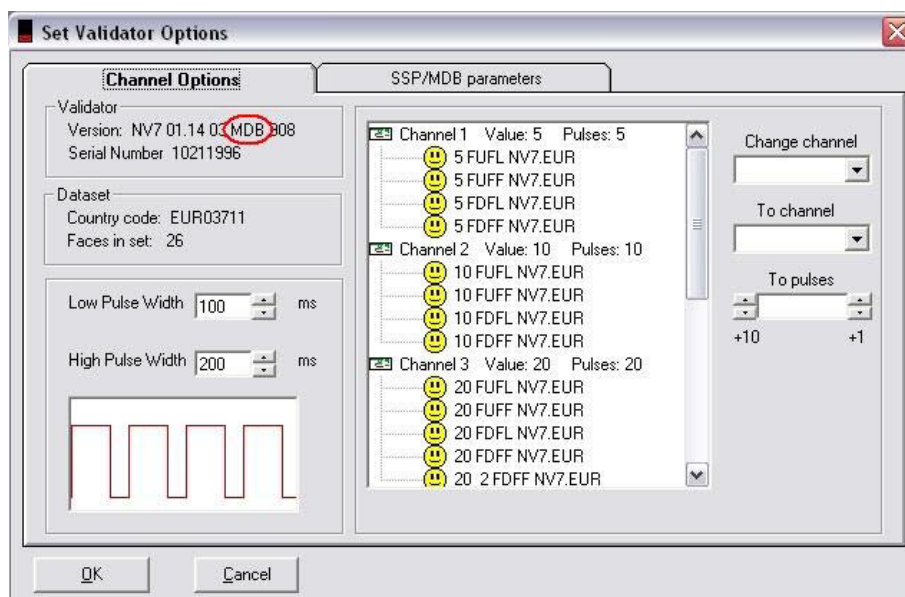 Set Validator Options
Channel Options
SSP/MDB parameters
Validator
Version: NV7 01.14 03 MDB 808
Serial Number 10211996
Dataset
Country code: EUR03711
Faces in set: 26
Low Pulse Width 100 ms
High Pulse Width 200 ms
Channel 1 Value: 5 Pulses: 5
5 FUFL NV7.EUR
5 FUFF NV7.EUR
5 FDFL NV7.EUR
5 FDFF NV7.EUR
Channel 2 Value: 10 Pulses: 10
10 FUFL NV7.EUR
10 FUFF NV7.EUR
10 FDFL NV7.EUR
10 FDFF NV7.EUR
Channel 3 Value: 20 Pulses: 20
20 FUFL NV7.EUR
20 FUFF NV7.EUR
20 FDFL NV7.EUR
20 FDFF NV7.EUR
20 2 FDFF NV7.EUR
Change channel
To channel
To pulses
+10 +1
OK
Cancel